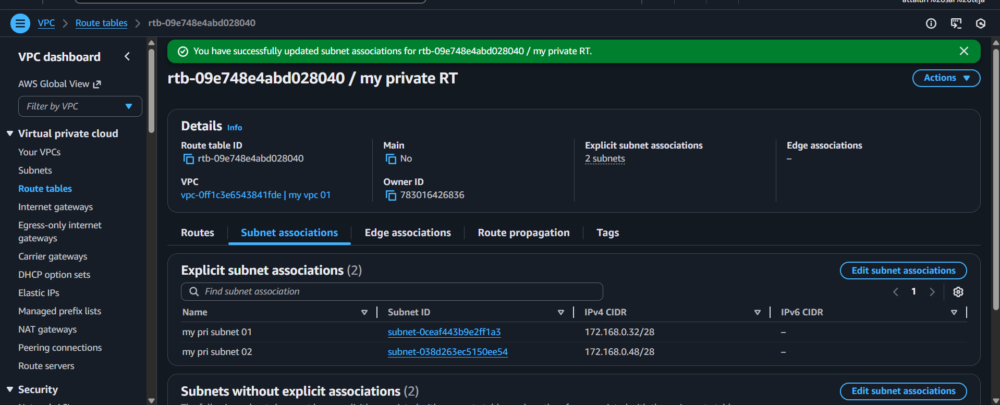 VPC > Route tables > rtb-09e748e4abd028040
VPC dashboard
AWS Global View
Filter by VPC
Virtual private cloud
Your VPCs
Subnets
Route tables
Internet gateways
Egress-only internet
gateways
Carrier gateways
DHCP option sets
Elastic IPs
Managed prefix lists
NAT gateways
Peering connections
Route servers
Security
You have successfully updated subnet associations for rtb-09e748e4abd028040 / my private RT.
rtb-09e748e4abd028040 / my private RT
Actions
Details Info
Route table ID
rtb-09e748e4abd028040
Main
No
Explicit subnet associations
2 subnets
Edge associations
–
VPC
vpc-0ff1c3e6543841fde | my vpc 01
Owner ID
783016426836
Routes Subnet associations Edge associations Route propagation Tags
Explicit subnet associations (2)
Edit subnet associations
Find subnet association
1
Name Subnet ID IPv4 CIDR IPv6 CIDR
my pri subnet 01 subnet-0ceaf443b9e2ff1a3 172.168.0.32/28 –
my pri subnet 02 subnet-038d263ec5150ee54 172.168.0.48/28 –
Subnets without explicit associations (2)
Edit subnet associations